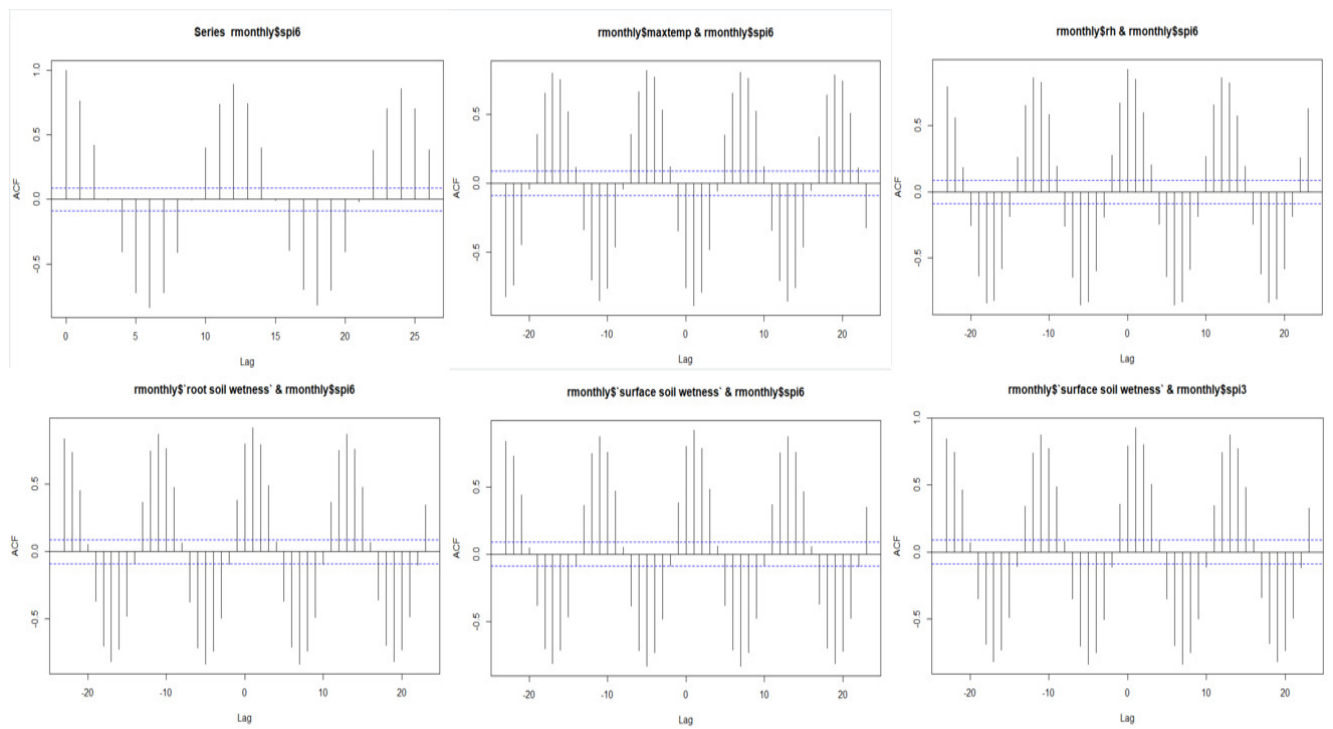 Series rmonthly$spi6
ACF
1.0
0.5
0.0
-0.5
0 5 10 15 20 25
Lag
rmonthly$maxtemp & rmonthly$spi6
ACF
0.5
0.0
-0.5
-20 -10 0 10 20
Lag
rmonthly$rh & rmonthly$spi6
ACF
0.5
0.0
-0.5
-20 -10 0 10 20
Lag
rmonthly$`root soil wetness` & rmonthly$spi6
ACF
0.5
0.0
-0.5
-20 -10 0 10 20
Lag
rmonthly$`surface soil wetness` & rmonthly$spi6
ACF
0.5
0.0
-0.5
-20 -10 0 10 20
Lag
rmonthly$`surface soil wetness` & rmonthly$spi3
ACF
1.0
0.5
0.0
-0.5
-20 -10 0 10 20
Lag